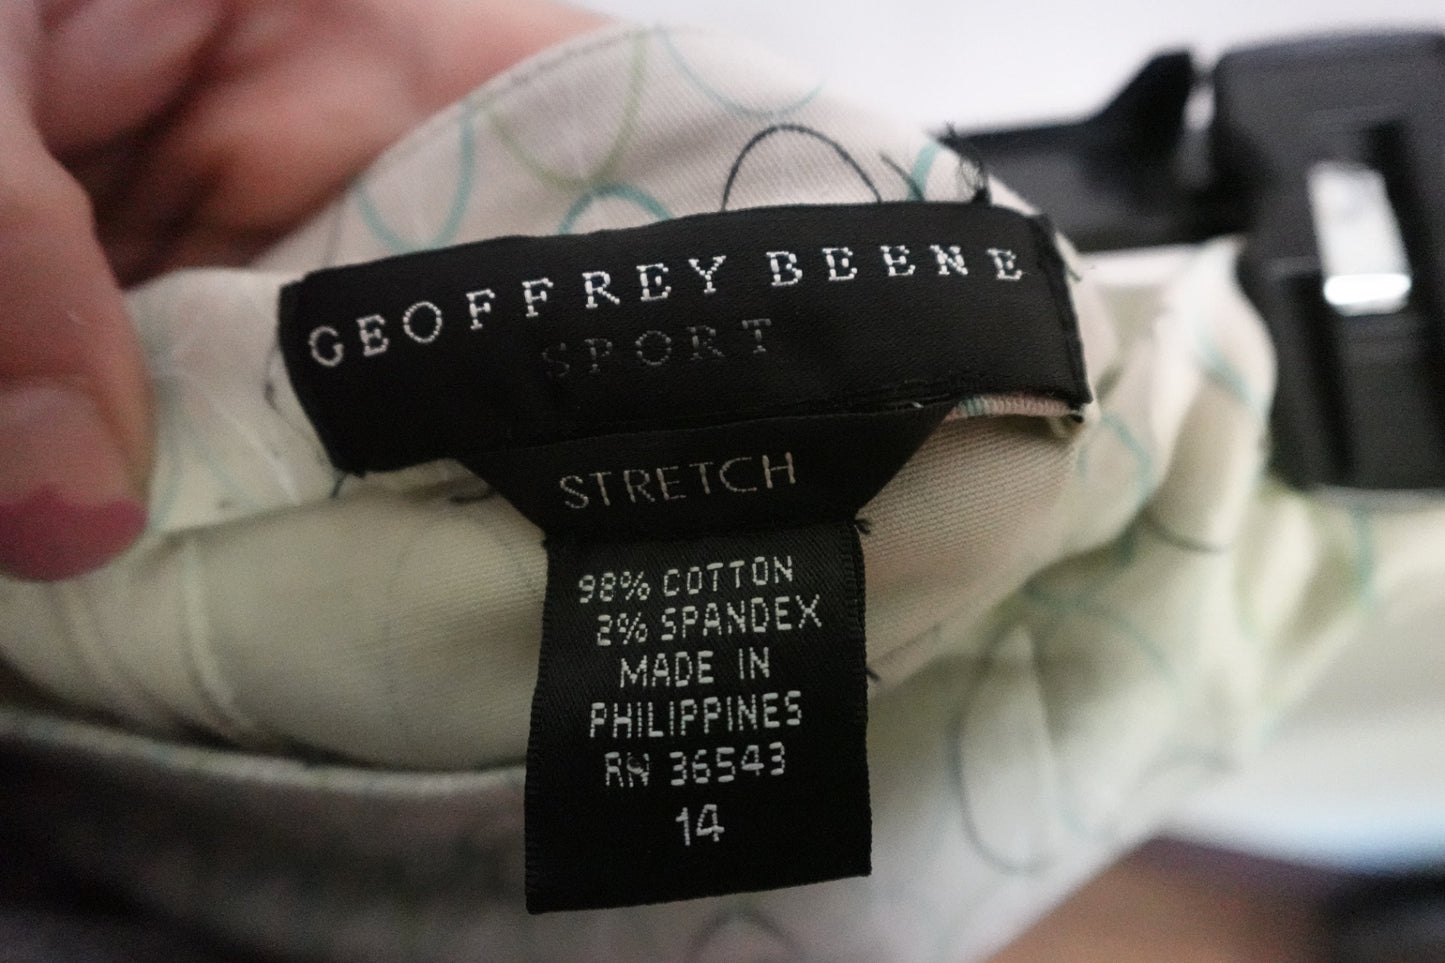 GEOFFREY BEENE
SPORT
STRETCH
98% COTTON
2% SPANDEX
MADE IN
PHILIPPINES
RN 36543
14